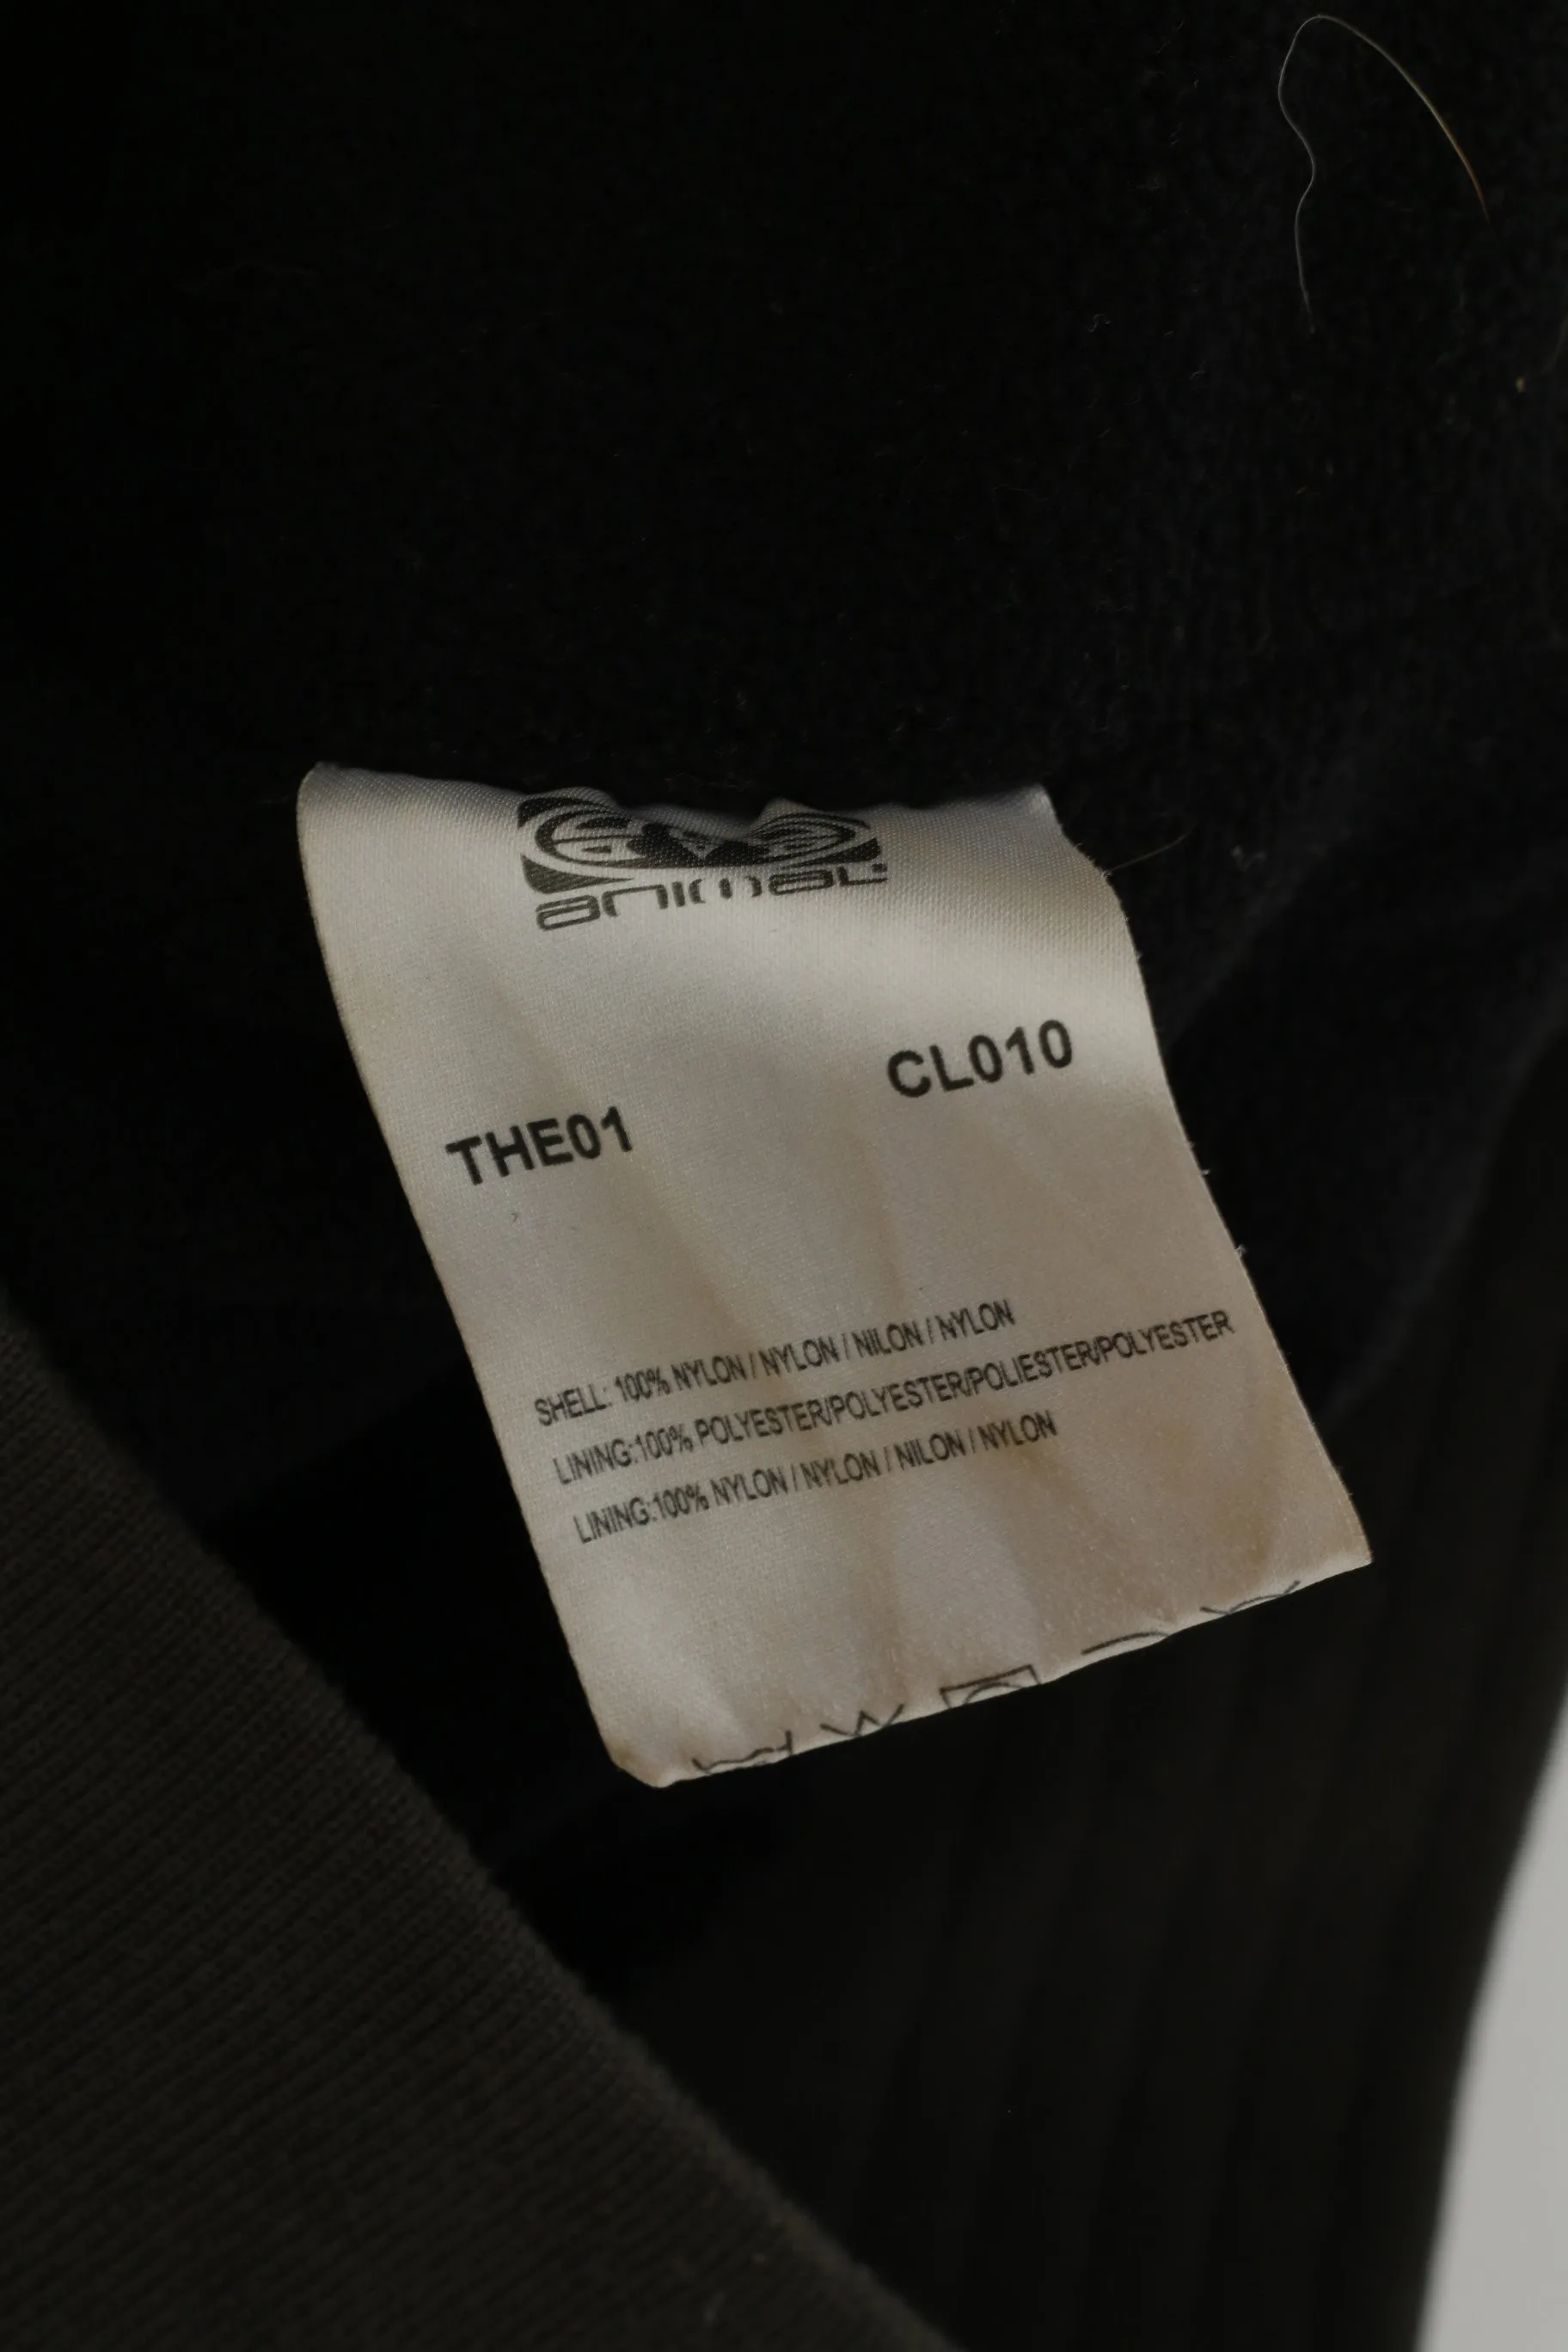 animal
CL010
THE01
SHELL: 100% NYLON / NYLON / NILON / NYLON
LINING:100% POLYESTER/POLYESTER/POLIESTER/POLYESTER
LINING:100% NYLON / NYLON / NILON / NYLON